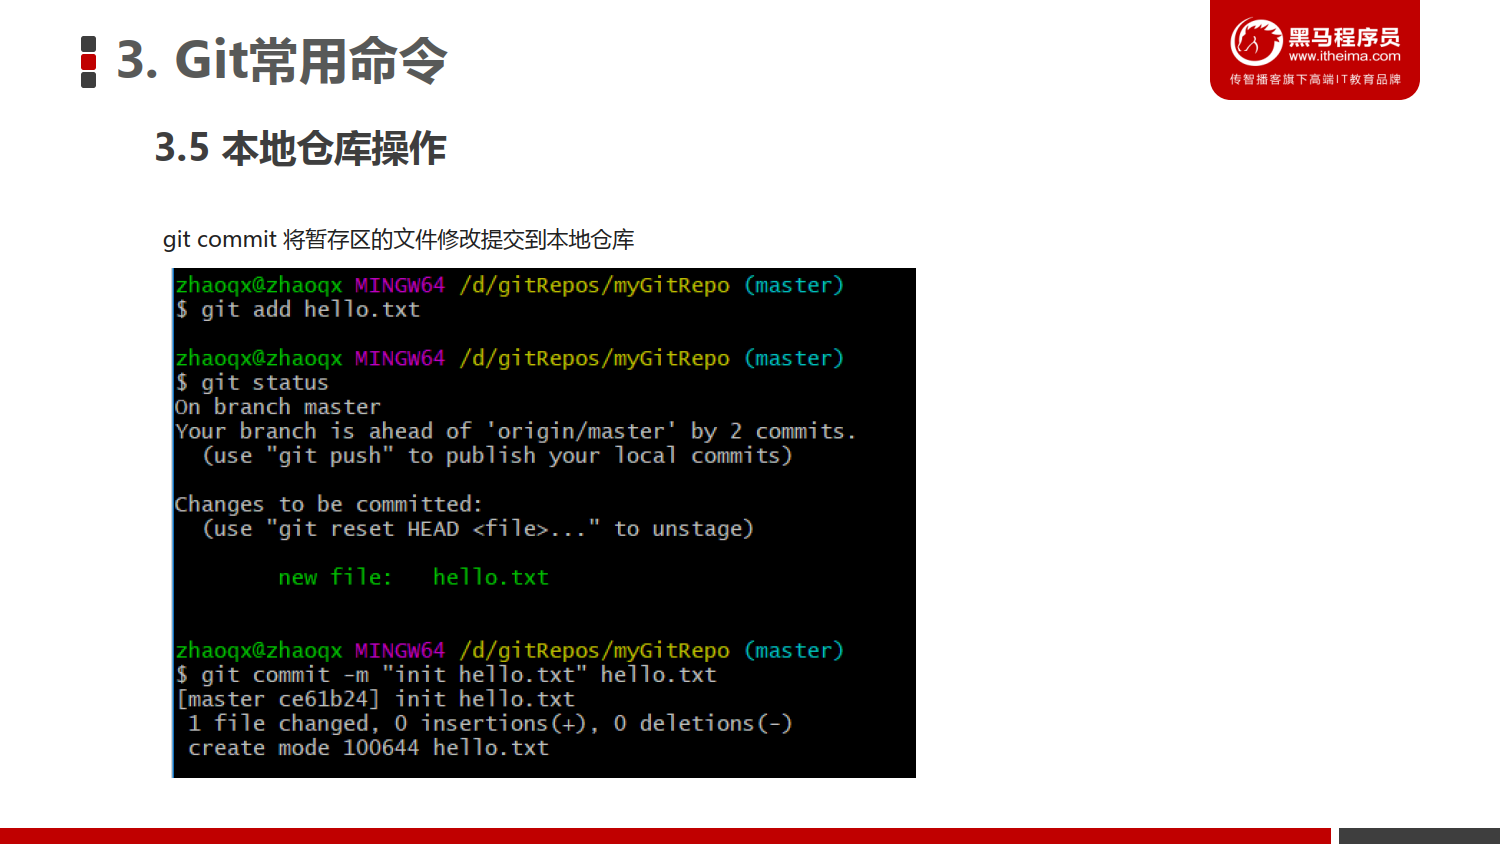 3. Git常用命令
黑马程序员
www.itheima.com
传智播客旗下高端IT教育品牌
3.5 本地仓库操作
git commit 将暂存区的文件修改提交到本地仓库
zhaoqx@zhaoqx MINGW64 /d/gitRepos/myGitRepo (master)
$ git add hello.txt
zhaoqx@zhaoqx MINGW64 /d/gitRepos/myGitRepo (master)
$ git status
On branch master
Your branch is ahead of 'origin/master' by 2 commits.
  (use "git push" to publish your local commits)
Changes to be committed:
  (use "git reset HEAD <file>..." to unstage)
        new file:   hello.txt
zhaoqx@zhaoqx MINGW64 /d/gitRepos/myGitRepo (master)
$ git commit -m "init hello.txt" hello.txt
[master ce61b24] init hello.txt
 1 file changed, 0 insertions(+), 0 deletions(-)
 create mode 100644 hello.txt